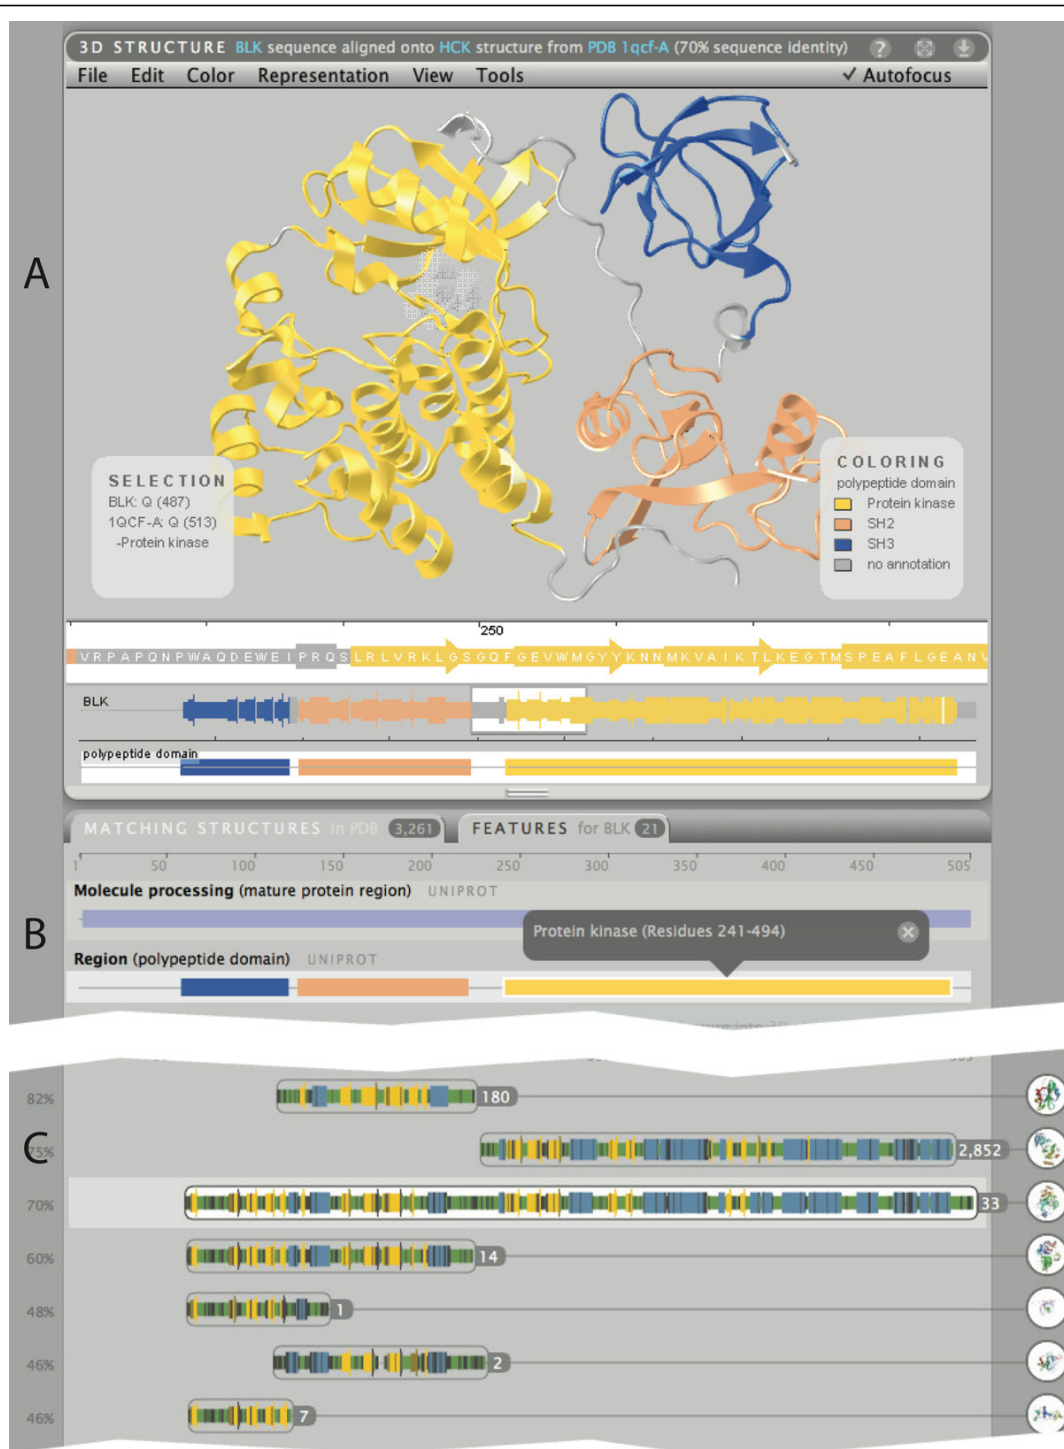 3D STRUCTURE BLK sequence aligned onto HCK structure from PDB 1qcf-A (70% sequence identity) ?
File Edit Color Representation View Tools ✓ Autofocus
A
SELECTION
BLK: Q (487)
1QCF-A: Q (513)
-Protein kinase
COLORING
polypeptide domain
Protein kinase
SH2
SH3
no annotation
250
VRPAPQNPWAQDEWEIPRQSLRLVRKLGSGQFGEVWMGYYKNNMKVAIKTLKEGTMSPEAFLGEANV
BLK
polypeptide domain
MATCHING STRUCTURES in PDB 3,261 FEATURES for BLK 21
1 50 100 150 200 250 300 350 400 450 505
Molecule processing (mature protein region) UNIPROT
B
Protein kinase (Residues 241-494)
Region (polypeptide domain) UNIPROT
82% 180
C
75% 2,852
70% 33
60% 14
48% 1
46% 2
46% 7